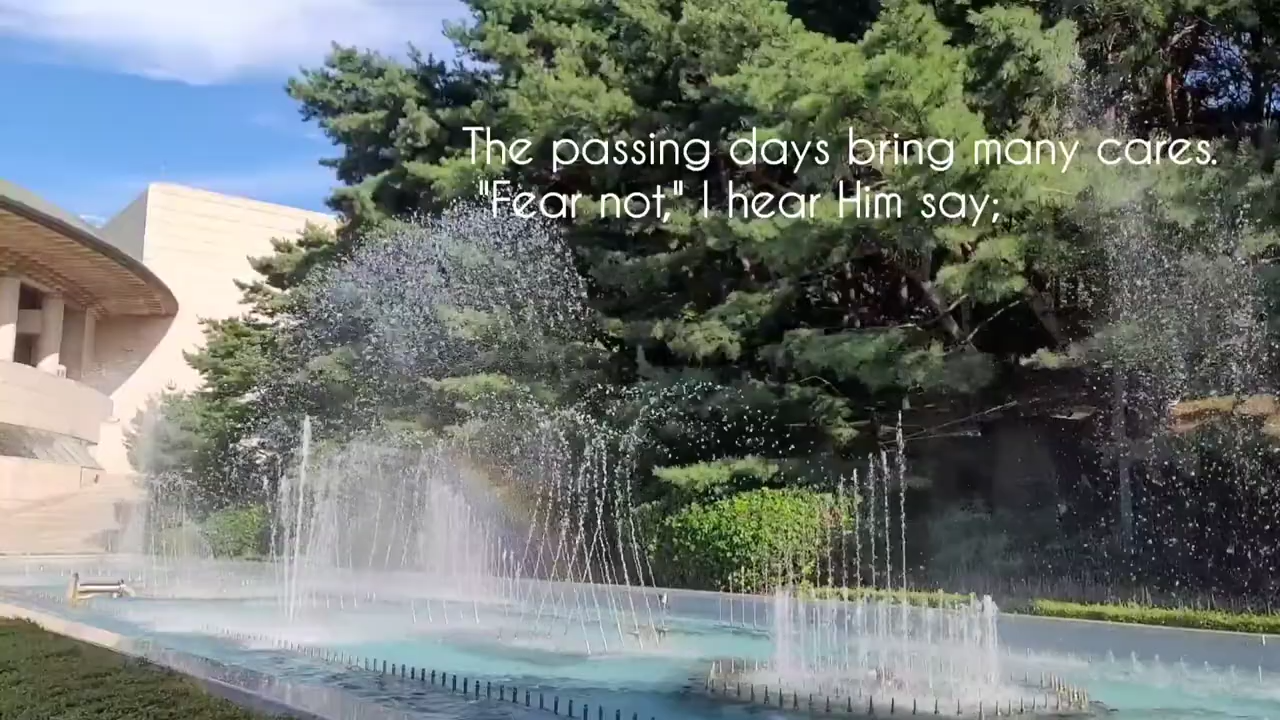 The passing days bring many cares.
"Fear not," I hear Him say;